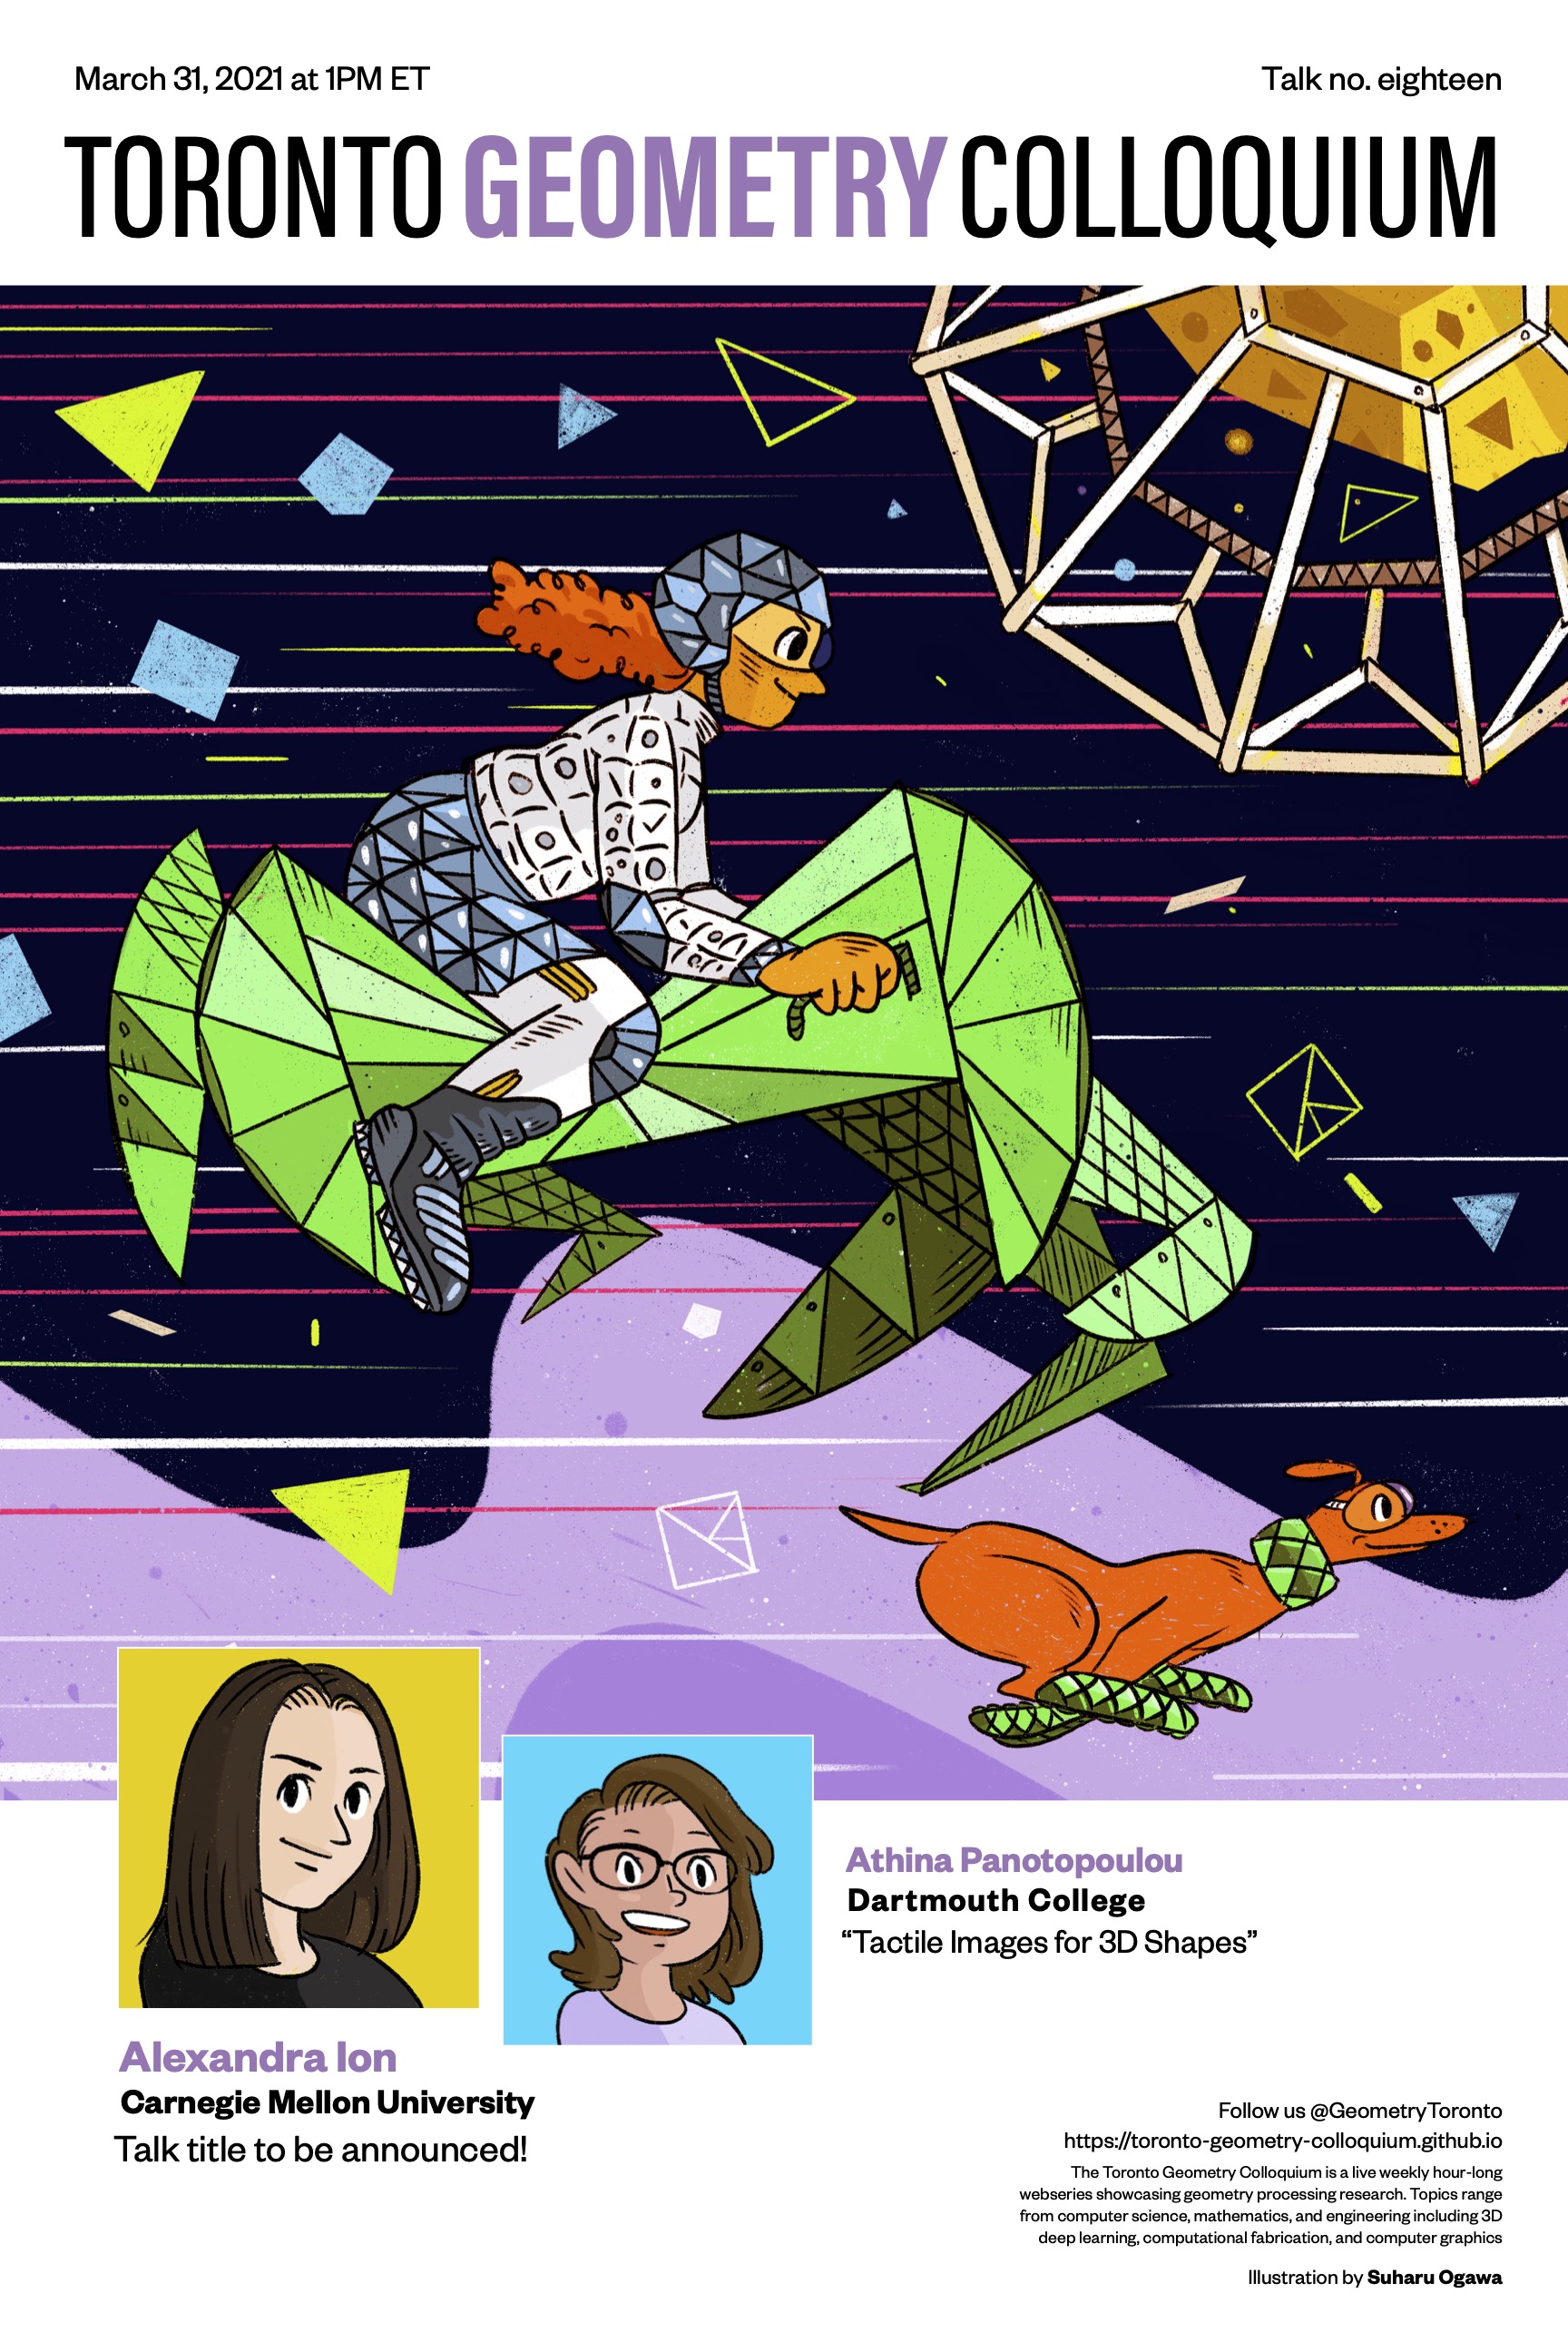 March 31, 2021 at 1PM ET
Talk no. eighteen
TORONTO GEOMETRY COLLOQUIUM
Athina Panotopoulou
Dartmouth College
“Tactile Images for 3D Shapes”
Alexandra Ion
Carnegie Mellon University
Talk title to be announced!
Follow us @GeometryToronto
https://toronto-geometry-colloquium.github.io
The Toronto Geometry Colloquium is a live weekly hour-long
webseries showcasing geometry processing research. Topics range
from computer science, mathematics, and engineering including 3D
deep learning, computational fabrication, and computer graphics
Illustration by Suharu Ogawa